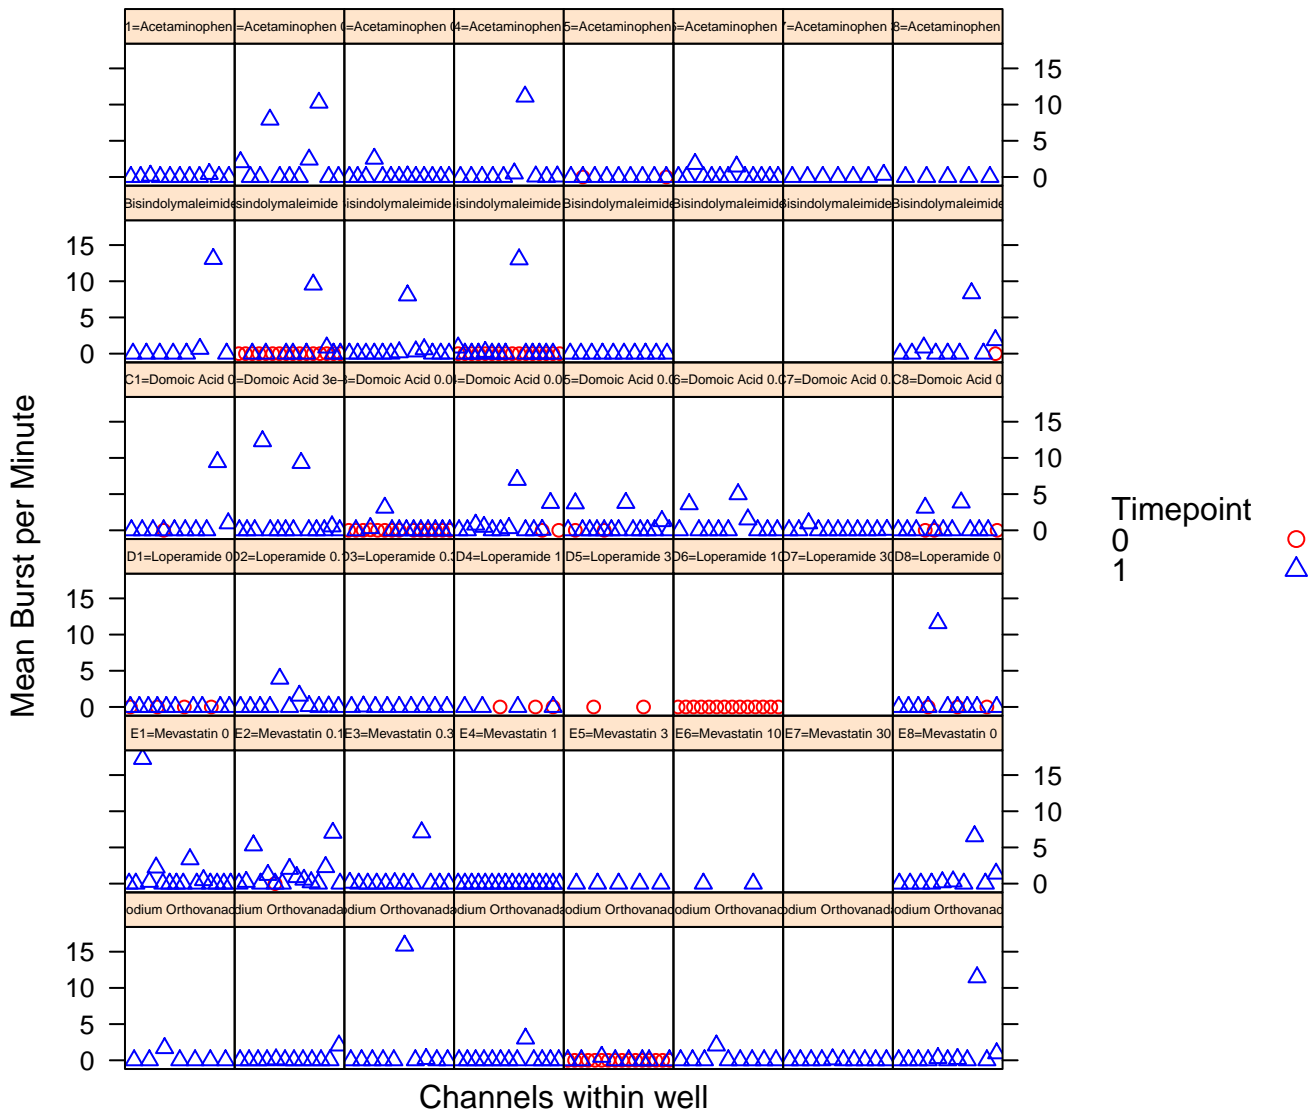 1=Acetaminophen =Acetaminophen =Acetaminophen 4=Acetaminophen 5=Acetaminophen =Acetaminophen =Acetaminophen 8=Acetaminophen
15
10
5
0
Bisindolymaleimide sindolymaleimide isindolymaleimide isindolymaleimide Bisindolymaleimide Bisindolymaleimide Bisindolymaleimide Bisindolymaleimide
15
10
5
0
C1=Domoic Acid 0 =Domoic Acid 3e- =Domoic Acid 0.0 =Domoic Acid 0.0 5=Domoic Acid 0.0 6=Domoic Acid 0.0 C7=Domoic Acid 0. C8=Domoic Acid 0
15
10
5
0
D1=Loperamide 0 D2=Loperamide 0. D3=Loperamide 0.3 D4=Loperamide 1 D5=Loperamide 3 D6=Loperamide 10 D7=Loperamide 30 D8=Loperamide 0
15
10
5
0
E1=Mevastatin 0 E2=Mevastatin 0.1 E3=Mevastatin 0.3 E4=Mevastatin 1 E5=Mevastatin 3 E6=Mevastatin 10 E7=Mevastatin 30 E8=Mevastatin 0
15
10
5
0
odium Orthovanad dium Orthovanada dium Orthovanada dium Orthovanada odium Orthovanad odium Orthovanad odium Orthovanada odium Orthovanad
15
10
5
0
Mean Burst per Minute
Channels within well
Timepoint
0
1